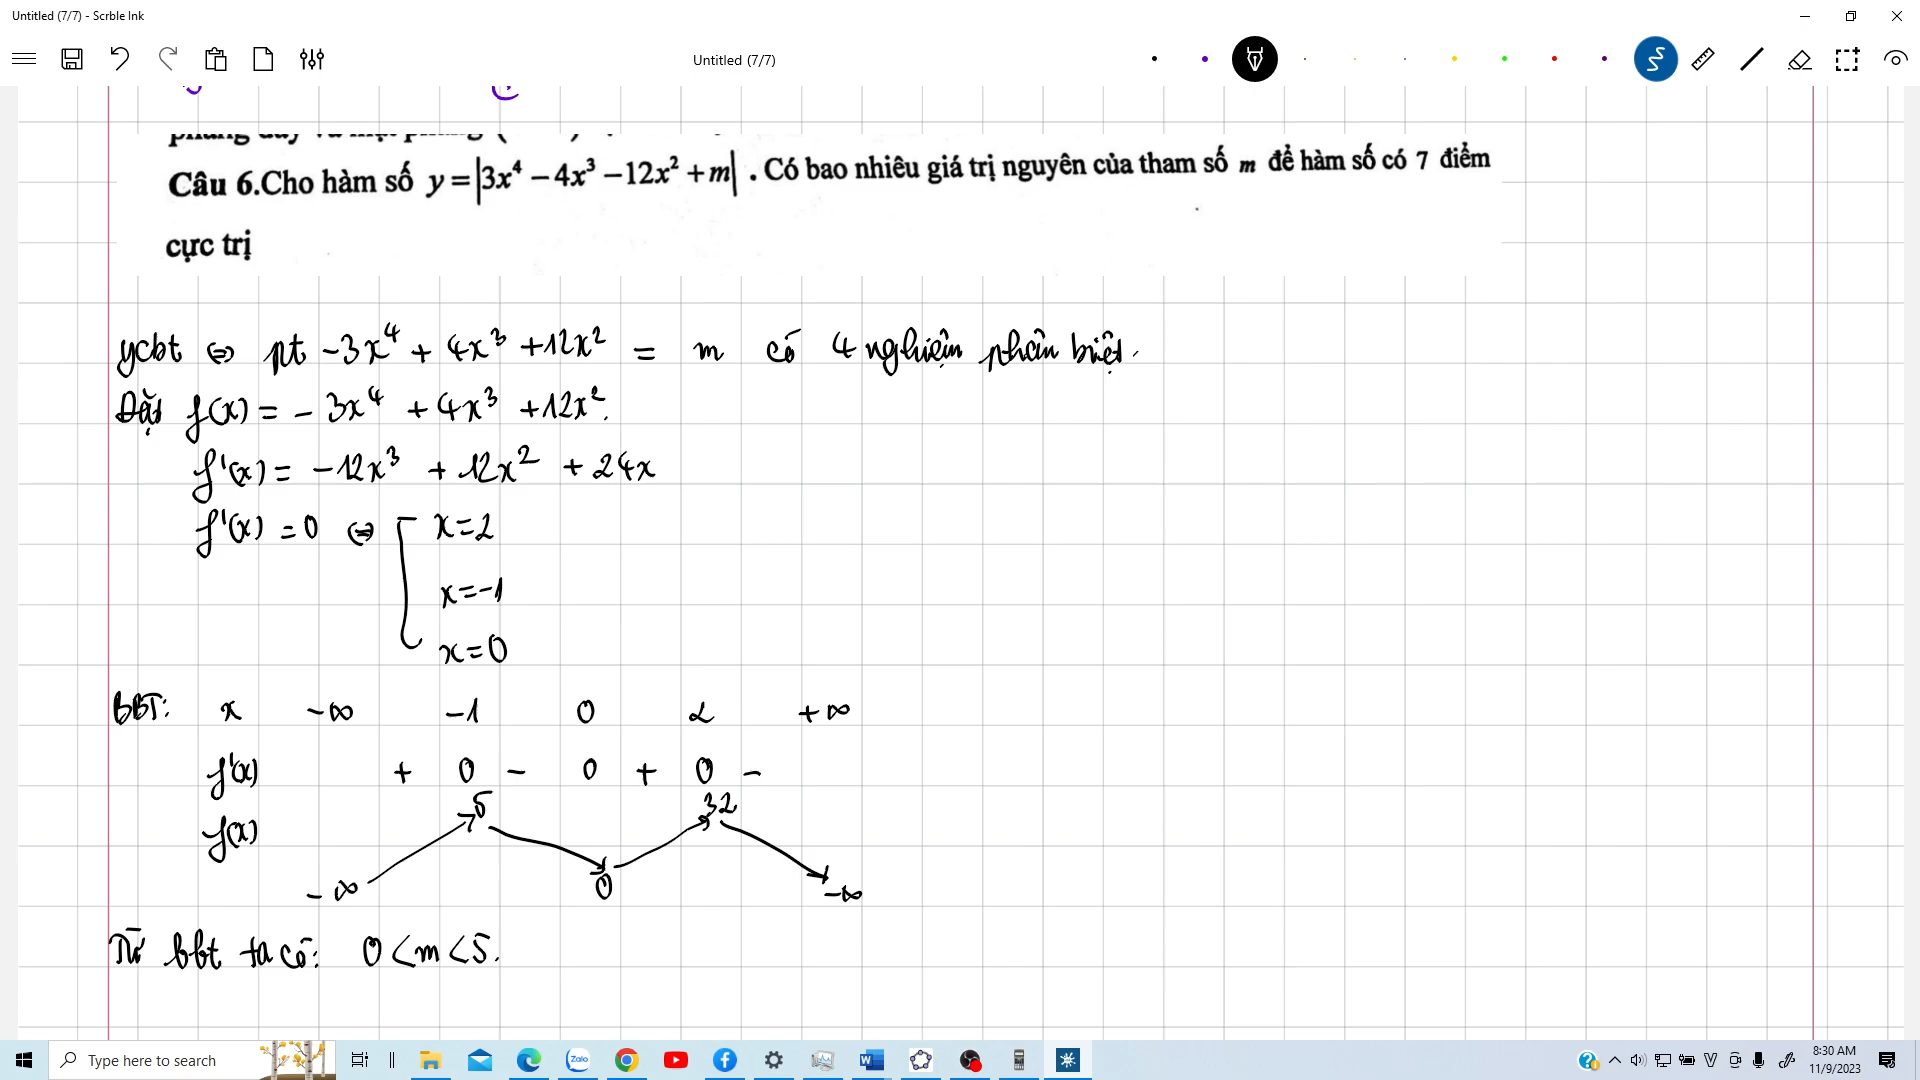 Untitled (7/7) - Scrble Ink
Untitled (7/7)
Câu 6.Cho hàm số y = |3x⁴ − 4x³ −12x² + m| . Có bao nhiêu giá trị nguyên của tham số m để hàm số có 7 điểm
cực trị
ycbt ⇔ pt −3x⁴ + 4x³ +12x² = m có 4 nghiệm phân biệt.
Đặt f(x) = − 3x⁴ + 4x³ +12x².
f'(x) = −12x³ + 12x² + 24x
f'(x) = 0 ⇔ [ x=2
x=−1
x=0
BBT: x −∞ −1 0 2 +∞
f'(x) + 0 − 0 + 0 −
5 32
f(x)
−∞ 0 −∞
Từ bbt ta có: 0 < m < 5.
Type here to search
Zalo
8:30 AM
11/9/2023